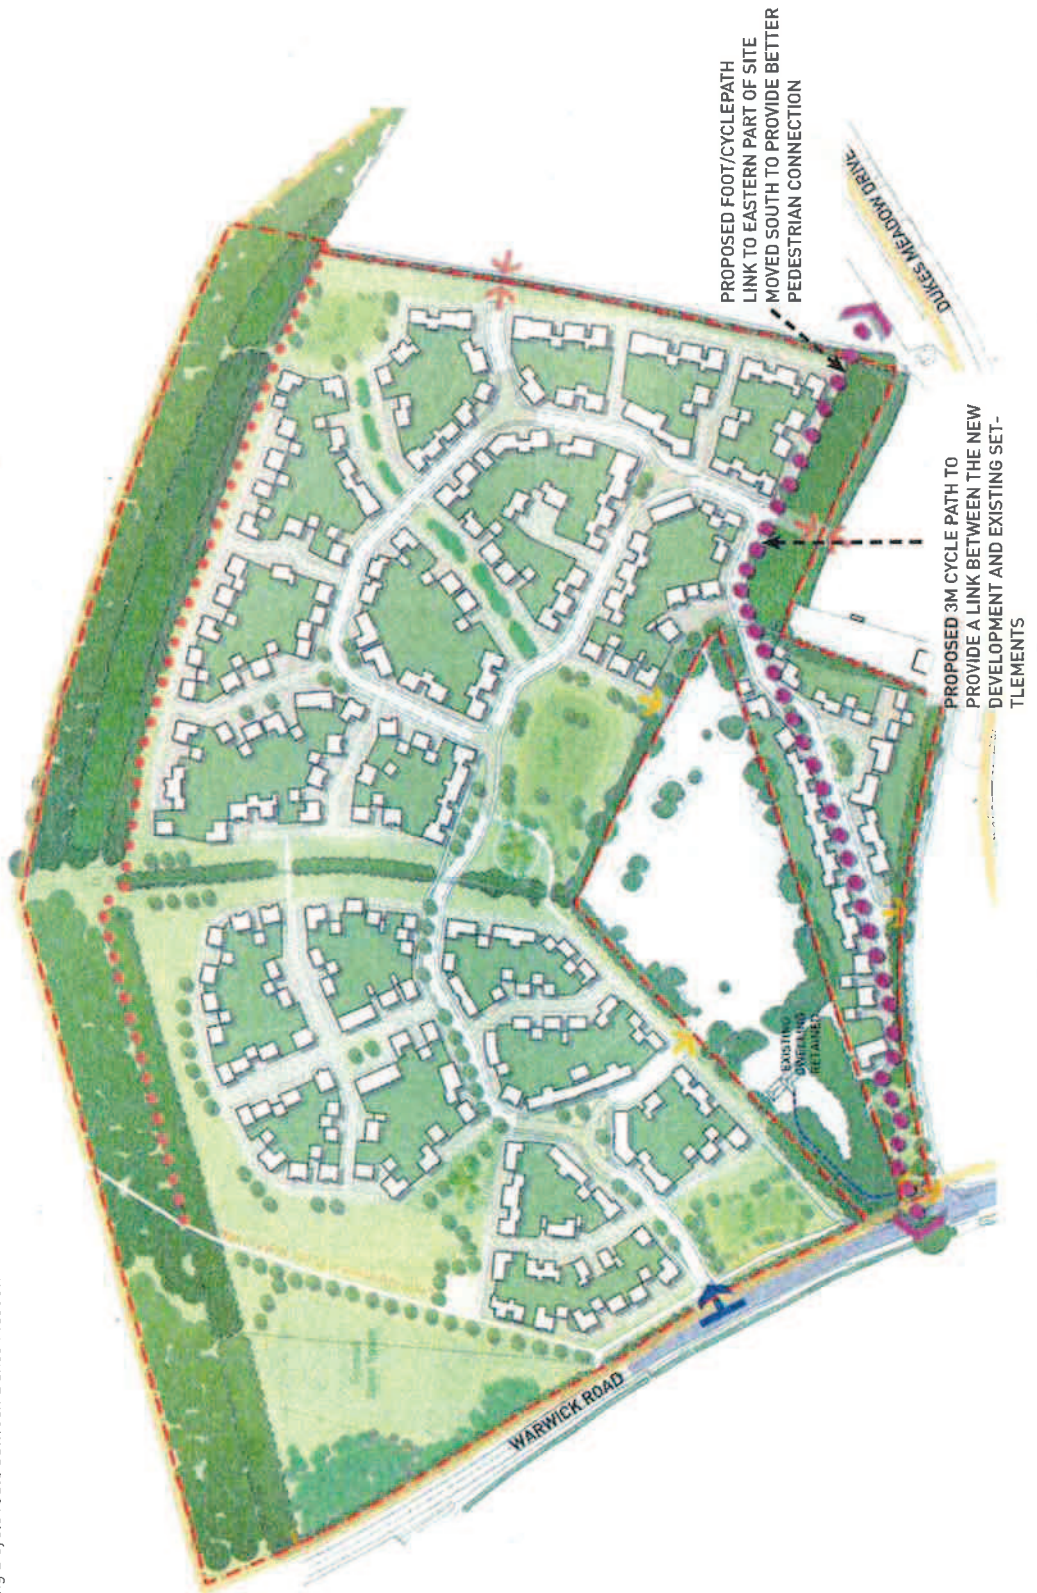 PROPOSED FOOT/CYCLEPATH
LINK TO EASTERN PART OF SITE
MOVED SOUTH TO PROVIDE BETTER
PEDESTRIAN CONNECTION
DUKES MEADOW DRIVE
PROPOSED 3M CYCLE PATH TO
PROVIDE A LINK BETWEEN THE NEW
DEVELOPMENT AND EXISTING SET-
TLEMENTS
EXISTING
DWELLING
RETAINED
WARWICK ROAD